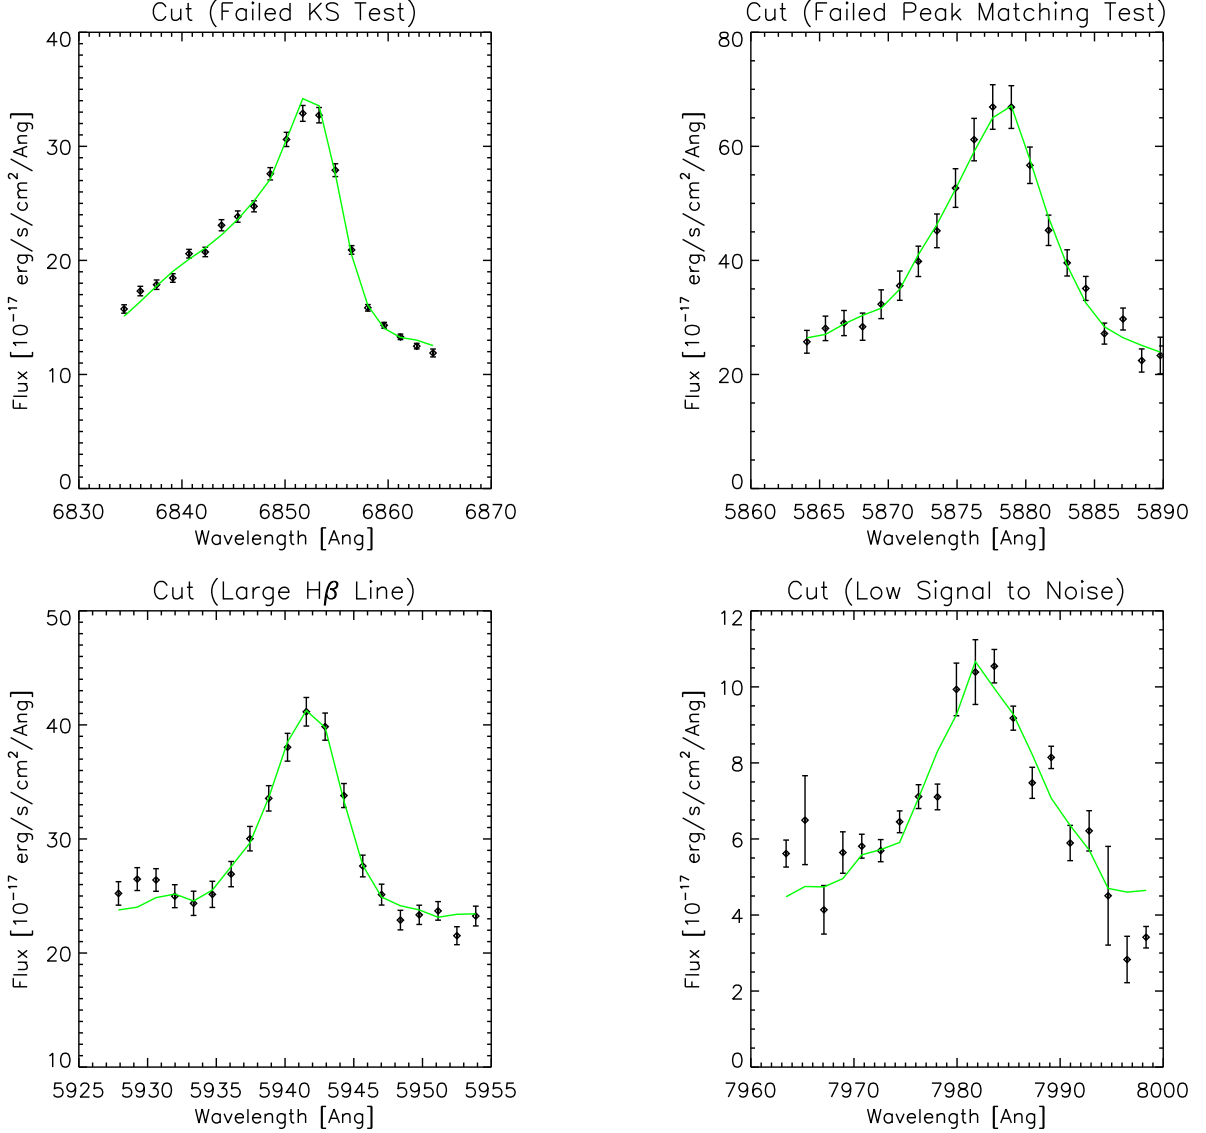 Cut (Failed KS Test)
40
30
20
10
0
6830 6840 6850 6860 6870
Wavelength [Ang]
Flux [10⁻¹⁷ erg/s/cm²/Ang]
Cut (Failed Peak Matching Test)
80
60
40
20
0
5860 5865 5870 5875 5880 5885 5890
Wavelength [Ang]
Flux [10⁻¹⁷ erg/s/cm²/Ang]
Cut (Large Hβ Line)
50
40
30
20
10
5925 5930 5935 5940 5945 5950 5955
Wavelength [Ang]
Flux [10⁻¹⁷ erg/s/cm²/Ang]
Cut (Low Signal to Noise)
12
10
8
6
4
2
0
7960 7970 7980 7990 8000
Wavelength [Ang]
Flux [10⁻¹⁷ erg/s/cm²/Ang]